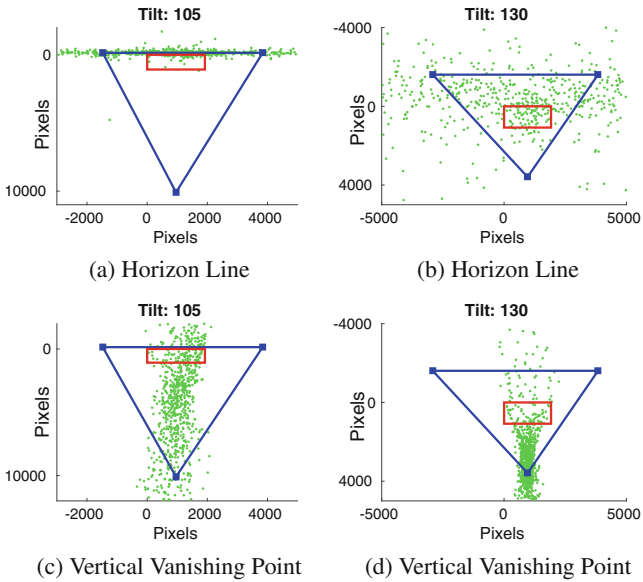 Tilt: 105
0
10000
Pixels
-2000 0 2000 4000
Pixels
(a) Horizon Line
Tilt: 130
-4000
0
4000
Pixels
-5000 0 5000
Pixels
(b) Horizon Line
Tilt: 105
0
10000
Pixels
-2000 0 2000 4000
Pixels
(c) Vertical Vanishing Point
Tilt: 130
-4000
0
4000
Pixels
-5000 0 5000
Pixels
(d) Vertical Vanishing Point